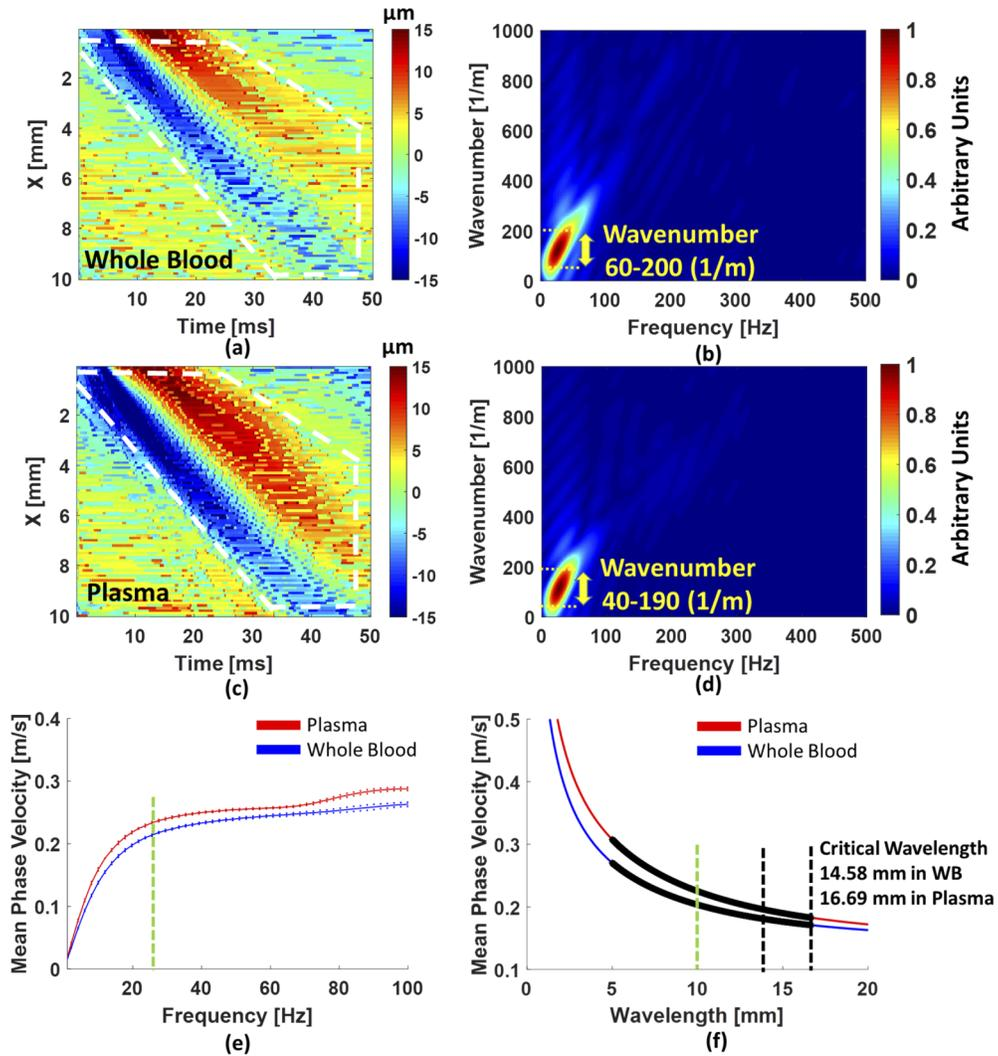 μm
15
10
5
0
-5
-10
-15
X [mm]
2
4
6
8
10
Whole Blood
10 20 30 40 50
Time [ms]
(a)
1000
800
600
400
200
0
Wavenumber [1/m]
Wavenumber
60-200 (1/m)
0 100 200 300 400 500
Frequency [Hz]
(b)
1
0.8
0.6
0.4
0.2
0
Arbitrary Units
μm
15
10
5
0
-5
-10
-15
X [mm]
2
4
6
8
10
Plasma
10 20 30 40 50
Time [ms]
(c)
1000
800
600
400
200
0
Wavenumber [1/m]
Wavenumber
40-190 (1/m)
0 100 200 300 400 500
Frequency [Hz]
(d)
1
0.8
0.6
0.4
0.2
0
Arbitrary Units
0.4
0.3
0.2
0.1
0
Mean Phase Velocity [m/s]
Plasma
Whole Blood
20 40 60 80 100
Frequency [Hz]
(e)
0.5
0.4
0.3
0.2
0.1
Mean Phase Velocity [m/s]
Plasma
Whole Blood
Critical Wavelength
14.58 mm in WB
16.69 mm in Plasma
0 5 10 15 20
Wavelength [mm]
(f)